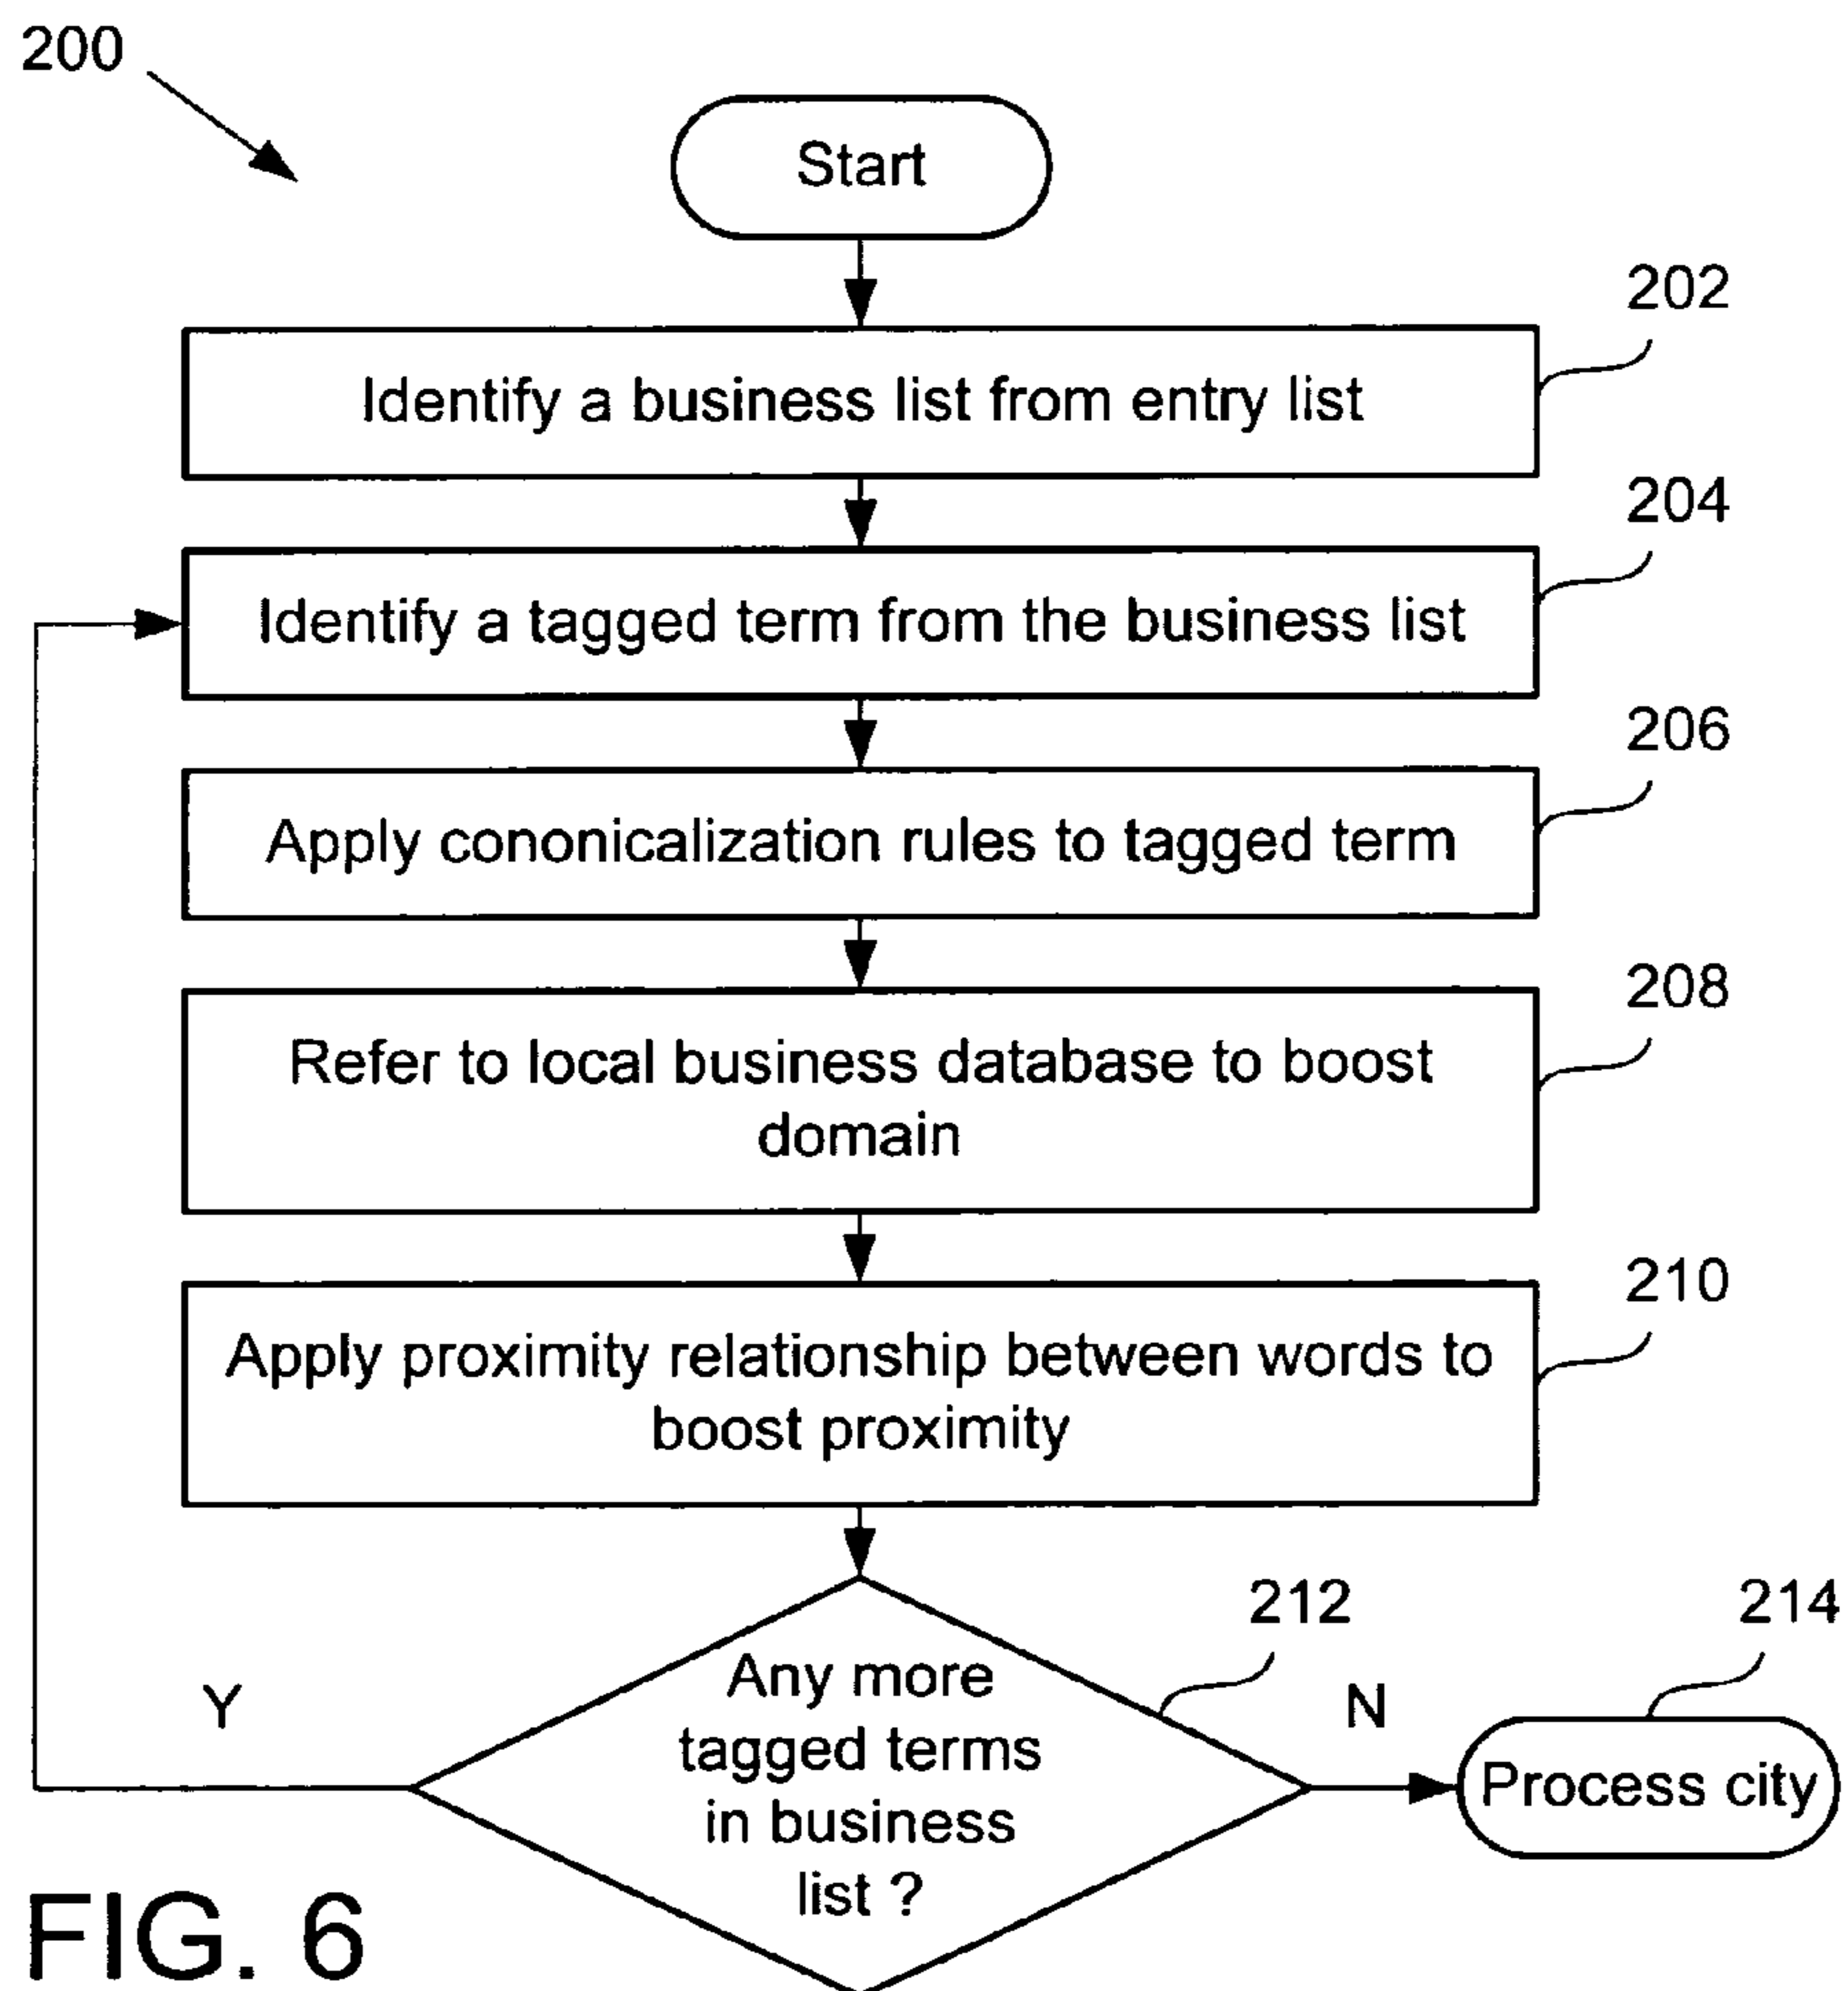 200
Start
202
Identify a business list from entry list
204
Identify a tagged term from the business list
206
Apply cononicalization rules to tagged term
208
Refer to local business database to boost
domain
210
Apply proximity relationship between words to
boost proximity
212
214
Any more
tagged terms
in business
list ?
Y
N
Process city
FIG. 6